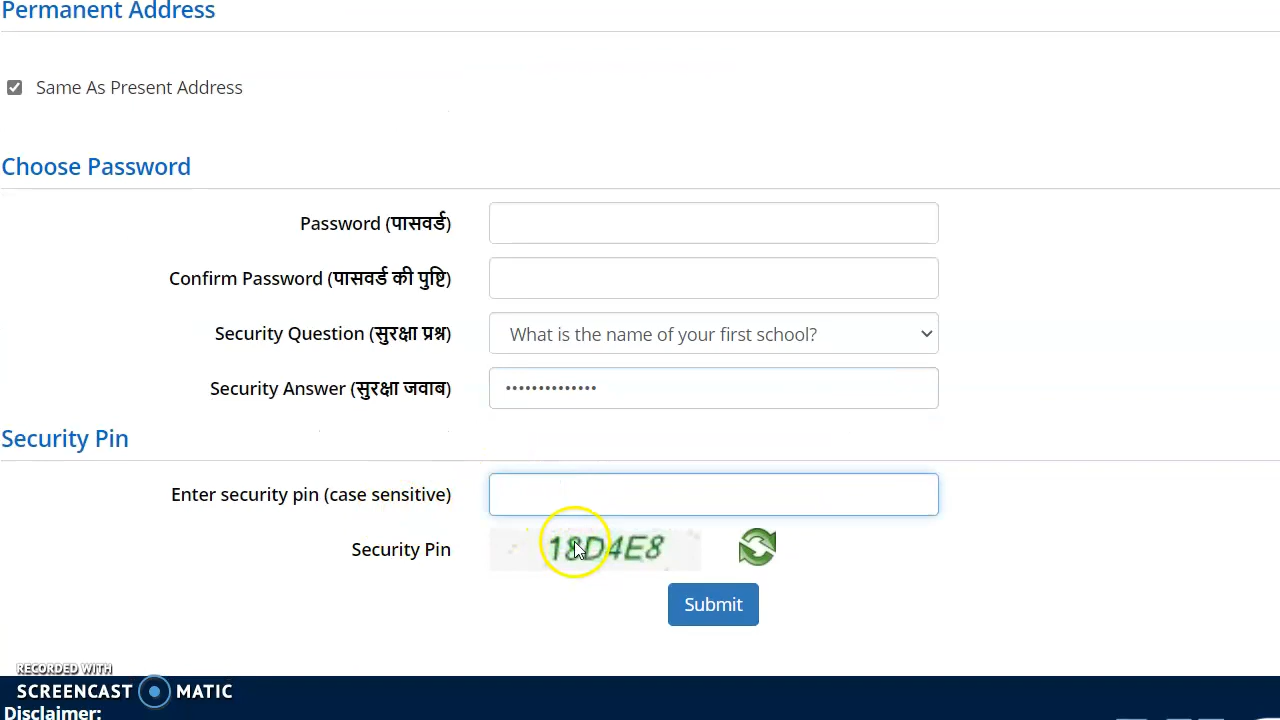 Permanent Address
Same As Present Address
Choose Password
Password (पासवर्ड)
Confirm Password (पासवर्ड की पुष्टि)
Security Question (सुरक्षा प्रश्न) What is the name of your first school?
Security Answer (सुरक्षा जवाब) ••••••••••••••
Security Pin
Enter security pin (case sensitive)
Security Pin 18D4E8
Submit
RECORDED WITH
SCREENCAST MATIC
Disclaimer: